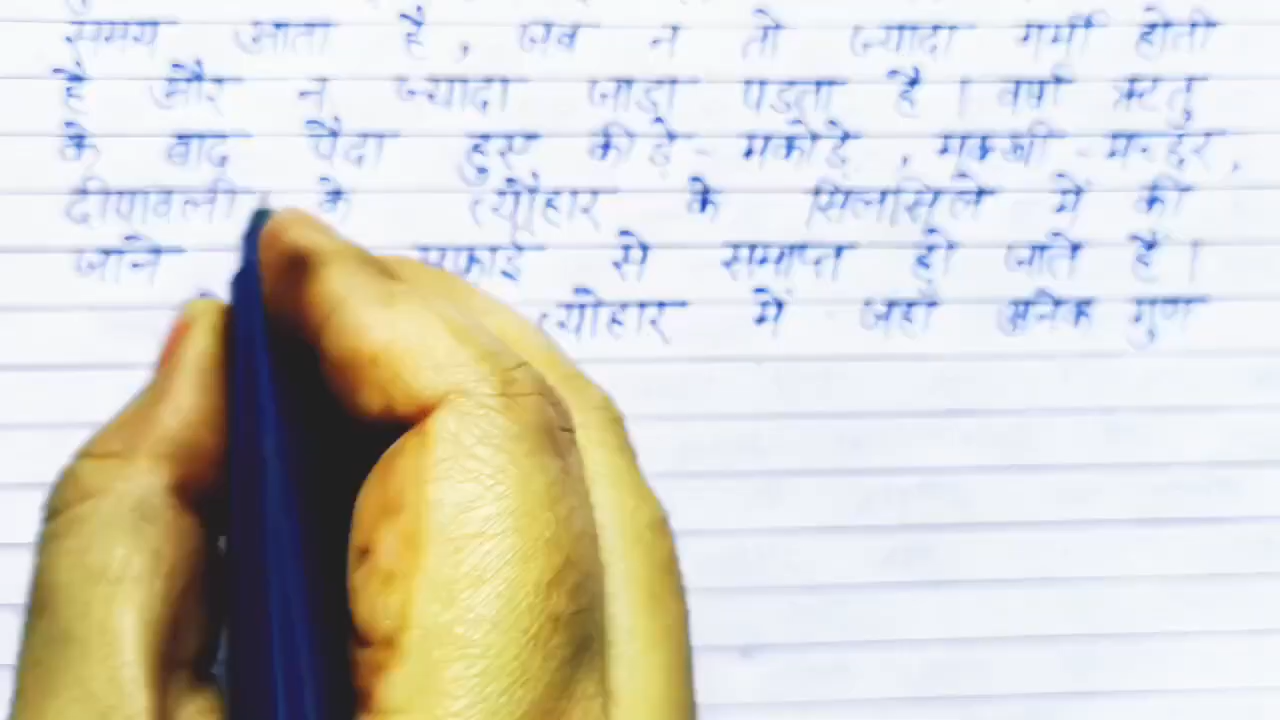 समय आता है, जब न तो ज्यादा गर्मी होती
है और न ज्यादा जाड़ा पड़ता है। वर्षा ऋतु
के बाद पैदा हुए कीड़े-मकोड़े, मक्खी-मच्छर,
दीपावली के त्यौहार के सिलसिले में की
जाने सफाई से समाप्त हो जाते हैं।
त्योहार में जहाँ अनेक गुण